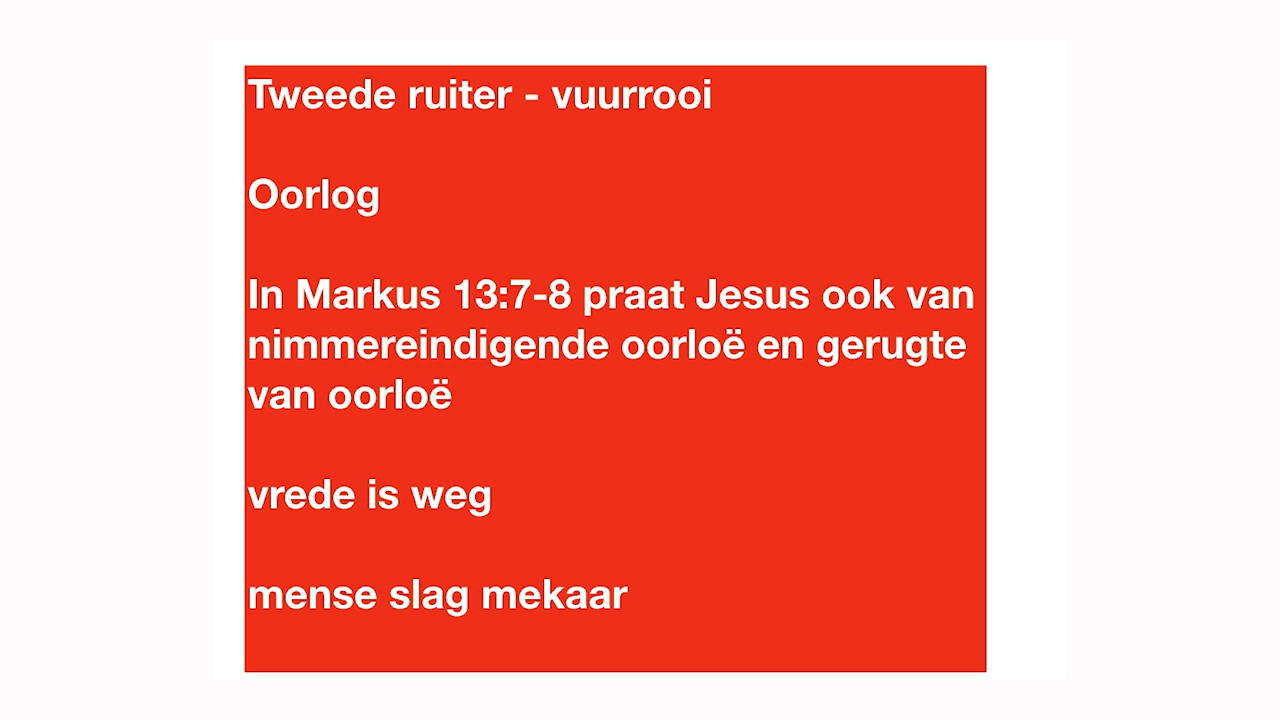 Tweede ruiter - vuurrooi
Oorlog
In Markus 13:7-8 praat Jesus ook van
nimmereindigende oorloë en gerugte
van oorloë
vrede is weg
mense slag mekaar